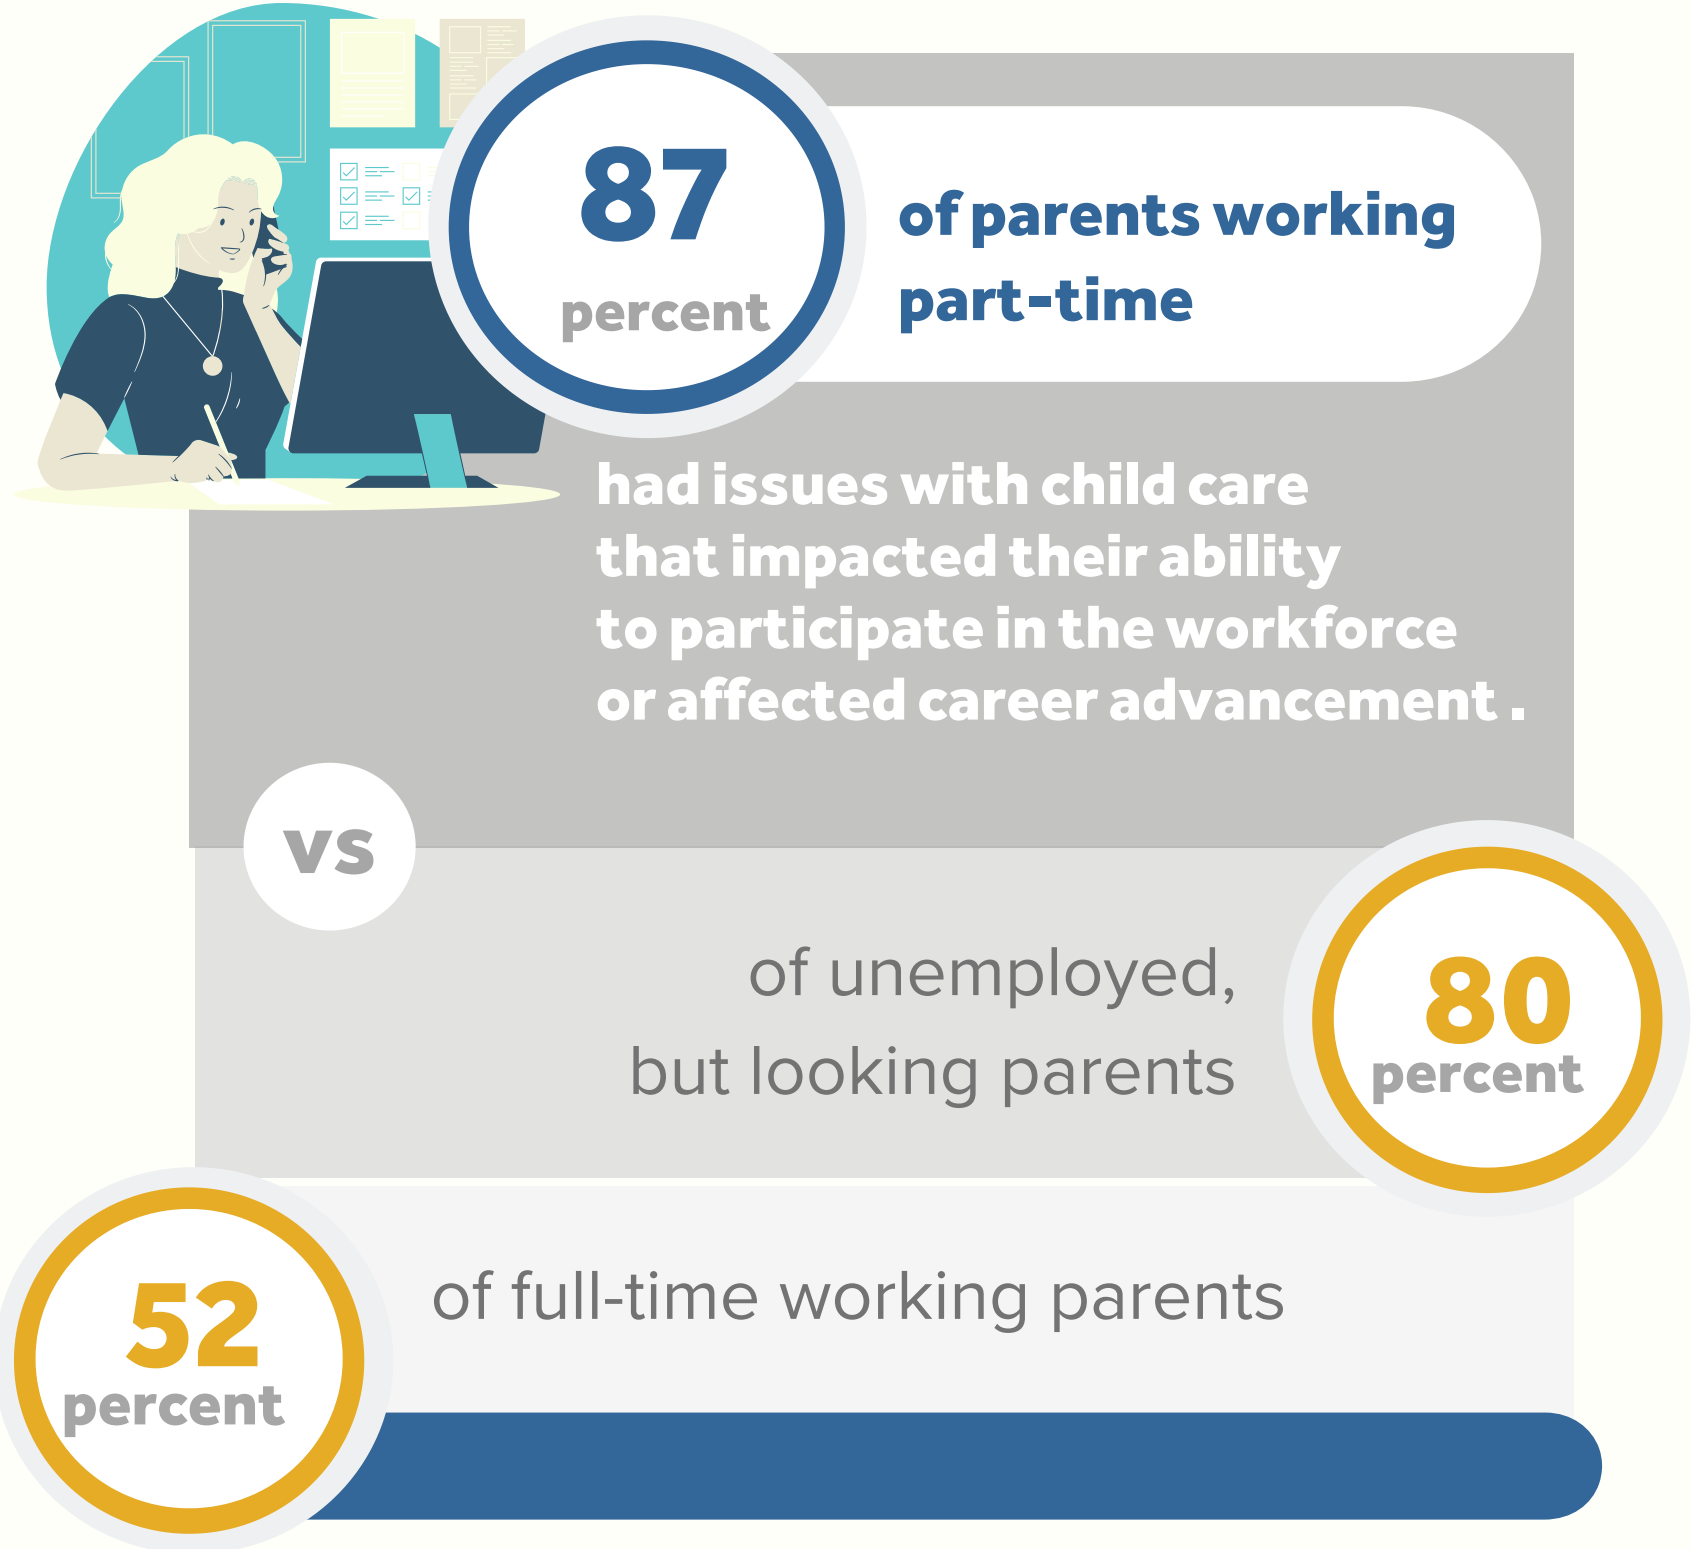 87
percent
of parents working
part-time
had issues with child care
that impacted their ability
to participate in the workforce
or affected career advancement .
vs
of unemployed,
but looking parents
80
percent
52
percent
of full-time working parents